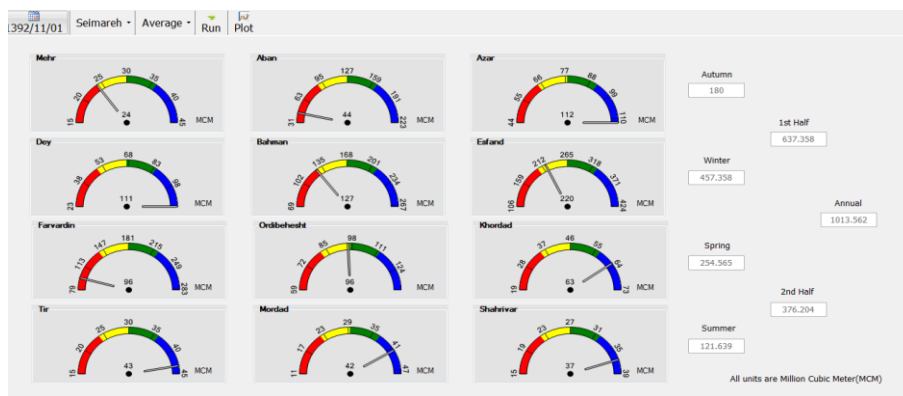 1392/11/01 Seimareh Average Run Plot
Mehr
15 20 25 30 35 40 45
24
MCM
Aban
31 63 95 127 159 191 223
44
MCM
Azar
44 55 66 77 88 99 110
112
MCM
Dey
23 38 53 68 83 98
111
MCM
Bahman
69 102 135 168 201 234 267
127
MCM
Esfand
106 159 212 265 318 371 424
220
MCM
Farvardin
79 113 147 181 215 249 283
96
MCM
Ordibehesht
59 72 85 98 111 124
96
MCM
Khordad
19 28 37 46 55 64 73
63
MCM
Tir
15 20 25 30 35 40 45
43
MCM
Mordad
11 17 23 29 35 41 47
42
MCM
Shahrivar
15 19 23 27 31 35 39
37
MCM
Autumn
180
1st Half
637.358
Winter
457.358
Annual
1013.562
Spring
254.565
2nd Half
376.204
Summer
121.639
All units are Million Cubic Meter(MCM)